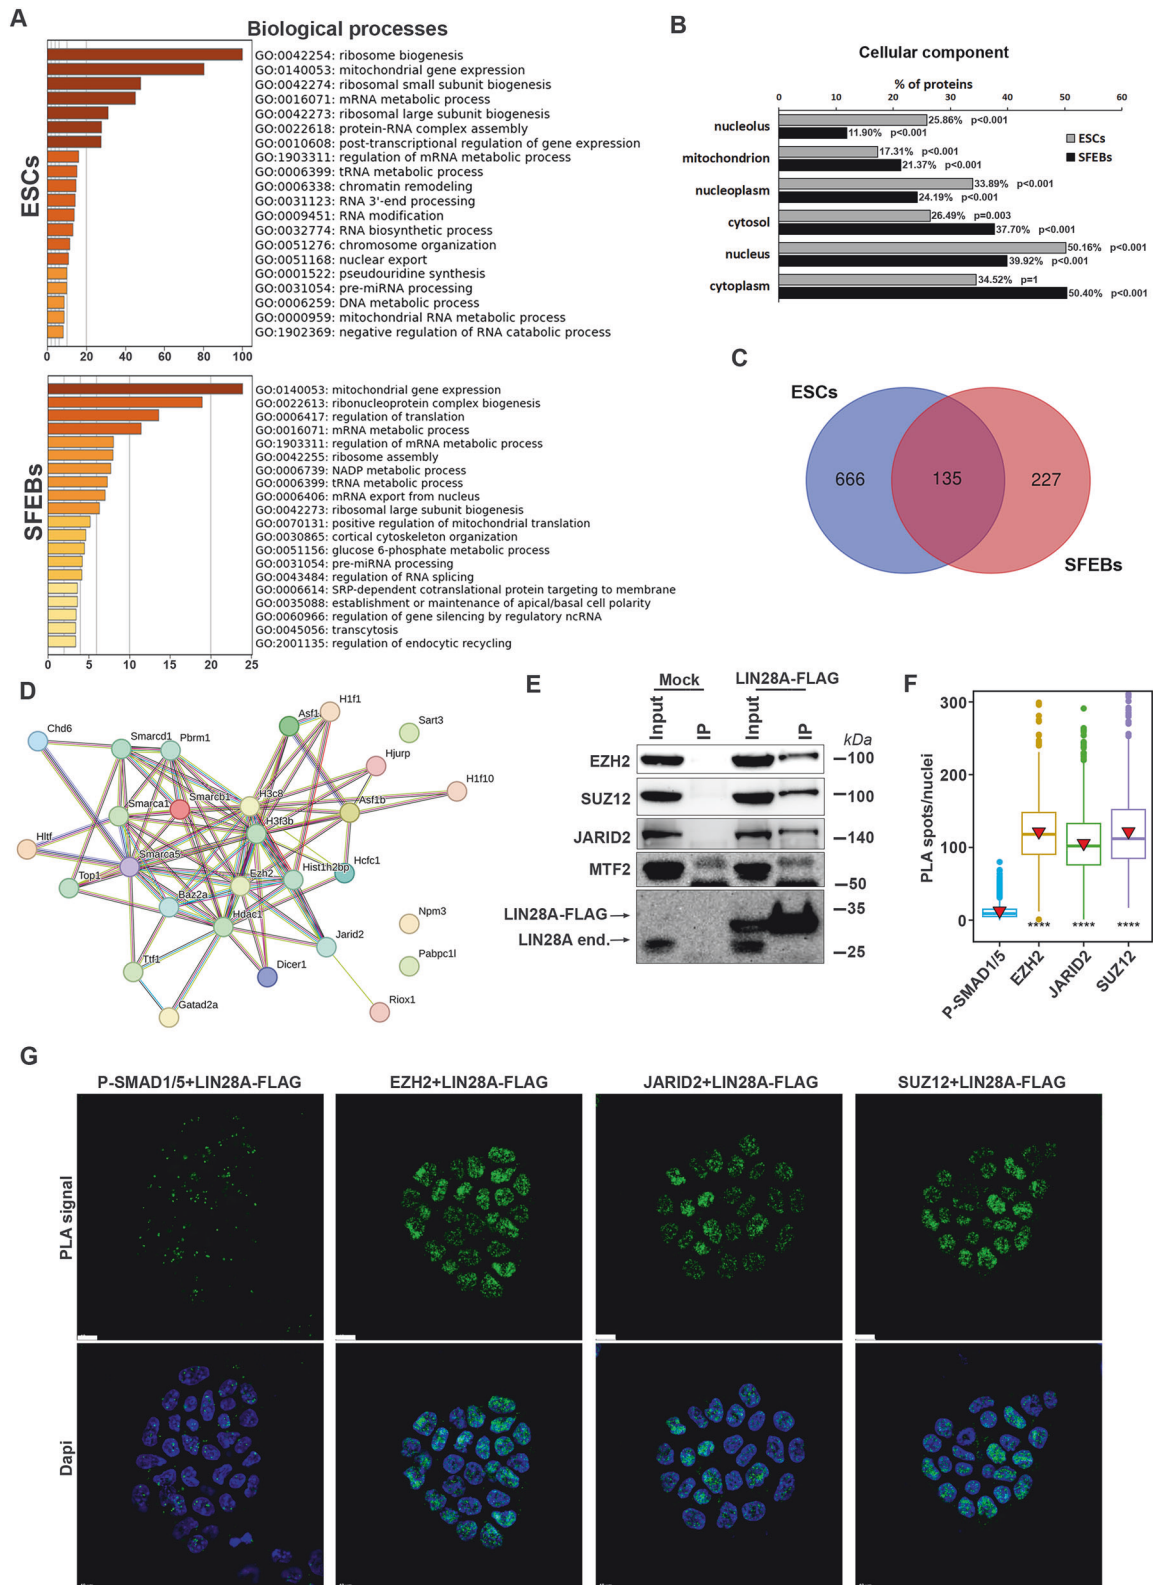 A
Biological processes
ESCs
GO:0042254: ribosome biogenesis
GO:0140053: mitochondrial gene expression
GO:0042274: ribosomal small subunit biogenesis
GO:0016071: mRNA metabolic process
GO:0042273: ribosomal large subunit biogenesis
GO:0022618: protein-RNA complex assembly
GO:0010608: post-transcriptional regulation of gene expression
GO:1903311: regulation of mRNA metabolic process
GO:0006399: tRNA metabolic process
GO:0006338: chromatin remodeling
GO:0031123: RNA 3'-end processing
GO:0009451: RNA modification
GO:0032774: RNA biosynthetic process
GO:0051276: chromosome organization
GO:0051168: nuclear export
GO:0001522: pseudouridine synthesis
GO:0031054: pre-miRNA processing
GO:0006259: DNA metabolic process
GO:0000959: mitochondrial RNA metabolic process
GO:1902369: negative regulation of RNA catabolic process
0 20 40 60 80 100
SFEBs
GO:0140053: mitochondrial gene expression
GO:0022613: ribonucleoprotein complex biogenesis
GO:0006417: regulation of translation
GO:0016071: mRNA metabolic process
GO:1903311: regulation of mRNA metabolic process
GO:0042255: ribosome assembly
GO:0006739: NADP metabolic process
GO:0006399: tRNA metabolic process
GO:0006406: mRNA export from nucleus
GO:0042273: ribosomal large subunit biogenesis
GO:0070131: positive regulation of mitochondrial translation
GO:0030865: cortical cytoskeleton organization
GO:0051156: glucose 6-phosphate metabolic process
GO:0031054: pre-miRNA processing
GO:0043484: regulation of RNA splicing
GO:0006614: SRP-dependent cotranslational protein targeting to membrane
GO:0035088: establishment or maintenance of apical/basal cell polarity
GO:0060966: regulation of gene silencing by regulatory ncRNA
GO:0045056: transcytosis
GO:2001135: regulation of endocytic recycling
0 5 10 15 20 25
B
Cellular component
% of proteins
0 10 20 30 40 50 60
nucleolus
25.86% p<0.001
11.90% p<0.001
mitochondrion
17.31% p<0.001
21.37% p<0.001
nucleoplasm
33.89% p<0.001
24.19% p<0.001
cytosol
26.49% p=0.003
37.70% p<0.001
nucleus
50.16% p<0.001
39.92% p<0.001
cytoplasm
34.52% p=1
50.40% p<0.001
ESCs
SFEBs
C
ESCs
666
135
227
SFEBs
D
Chd6
Smarcd1
Pbrm1
Asf1
H1f1
Sart3
Hjurp
H1f10
Smarca1
Smarcb1
H3c8
Asf1b
H3f3b
Hltf
Smarca5
Hcfc1
Top1
Ezh2
Hist1h2bp
Baz2a
Npm3
Hdac1
Jarid2
Pabpc1l
Ttf1
Dicer1
Gatad2a
Riox1
E
Mock
LIN28A-FLAG
Input
IP
Input
IP
kDa
EZH2
100
SUZ12
100
JARID2
140
MTF2
50
LIN28A-FLAG
35
LIN28A end.
25
F
PLA spots/nuclei
300
200
100
0
**** **** ****
P-SMAD1/5
EZH2
JARID2
SUZ12
G
P-SMAD1/5+LIN28A-FLAG
EZH2+LIN28A-FLAG
JARID2+LIN28A-FLAG
SUZ12+LIN28A-FLAG
PLA signal
Dapi